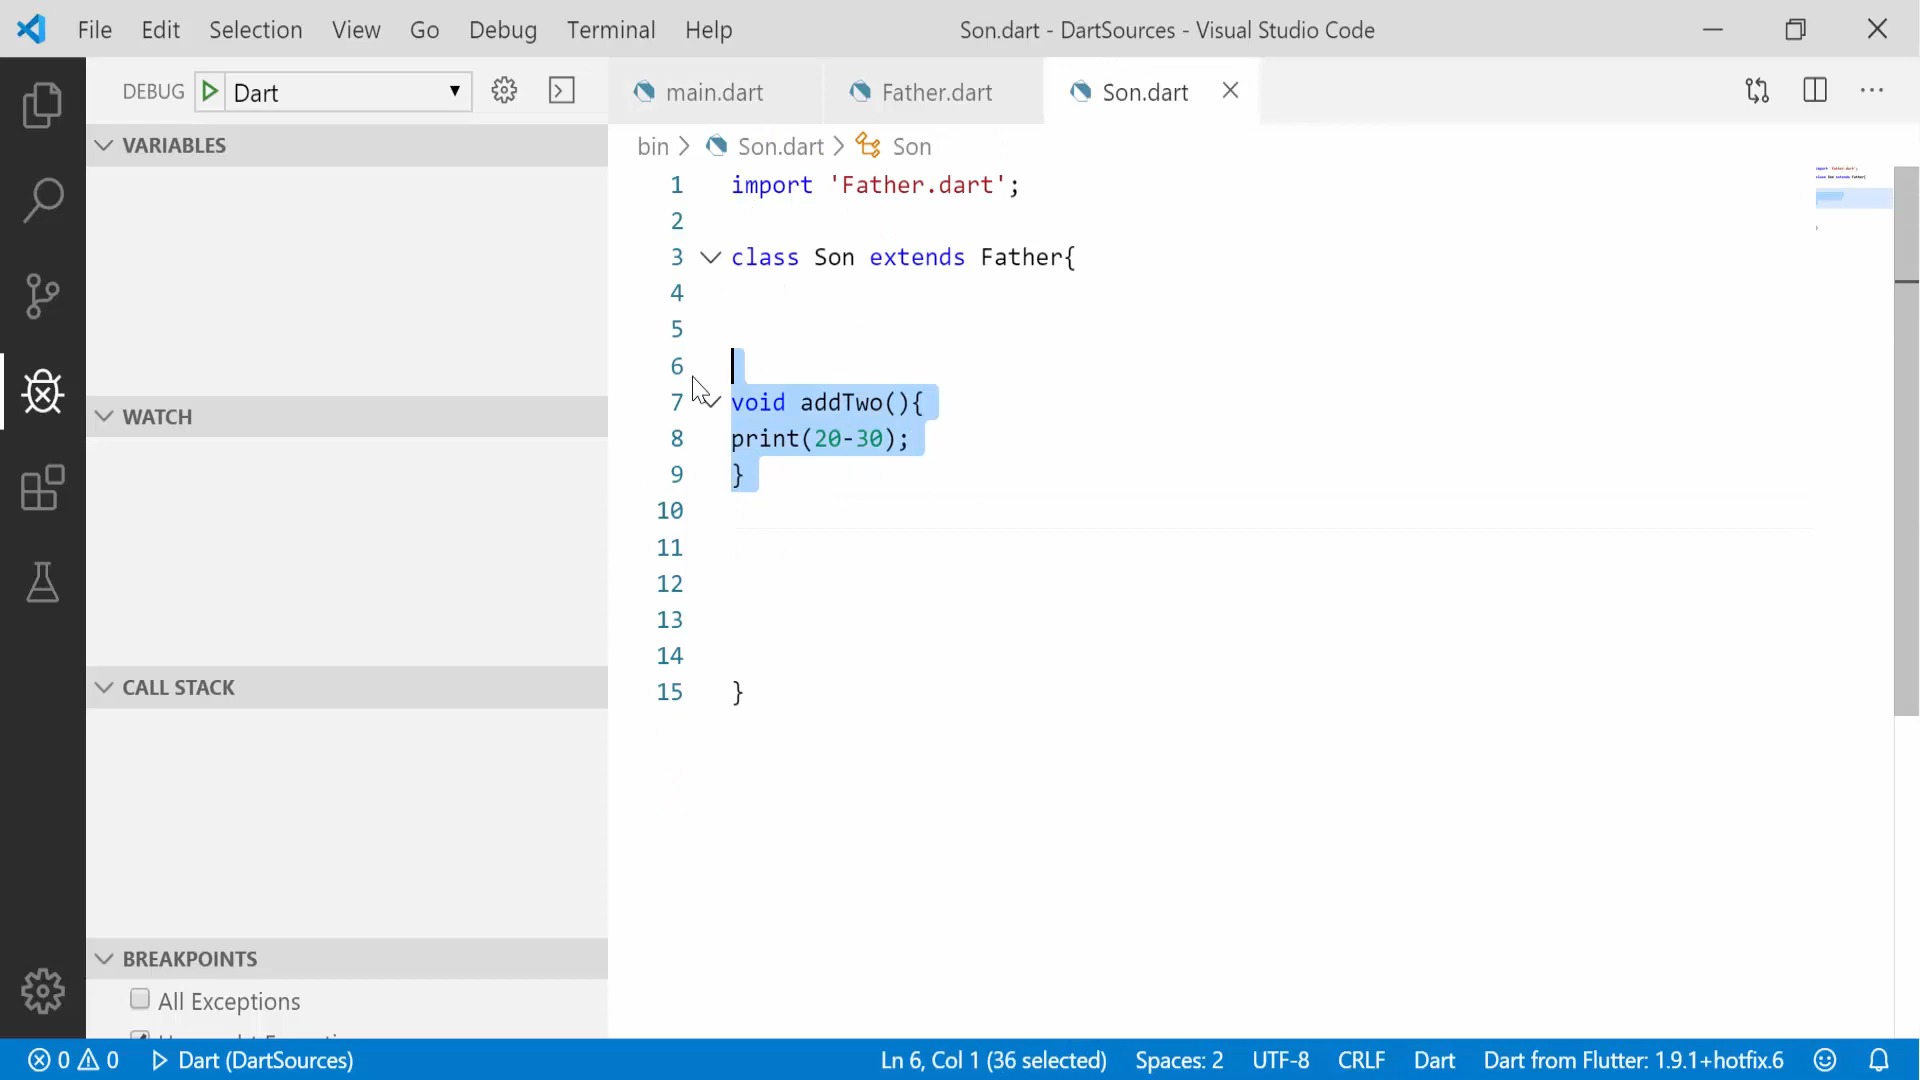 File Edit Selection View Go Debug Terminal Help Son.dart - DartSources - Visual Studio Code
DEBUG Dart main.dart Father.dart Son.dart
VARIABLES
bin > Son.dart > Son
1 import 'Father.dart';
2
3 class Son extends Father{
4
5
6
7 void addTwo(){
8 print(20-30);
9 }
10
11
12
13
14
15 }
WATCH
CALL STACK
BREAKPOINTS
All Exceptions
0 0 Dart (DartSources) Ln 6, Col 1 (36 selected) Spaces: 2 UTF-8 CRLF Dart Dart from Flutter: 1.9.1+hotfix.6